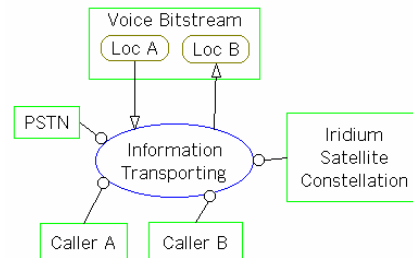 Voice Bitstream
Loc A
Loc B
PSTN
Information
Transporting
Iridium
Satellite
Constellation
Caller A
Caller B